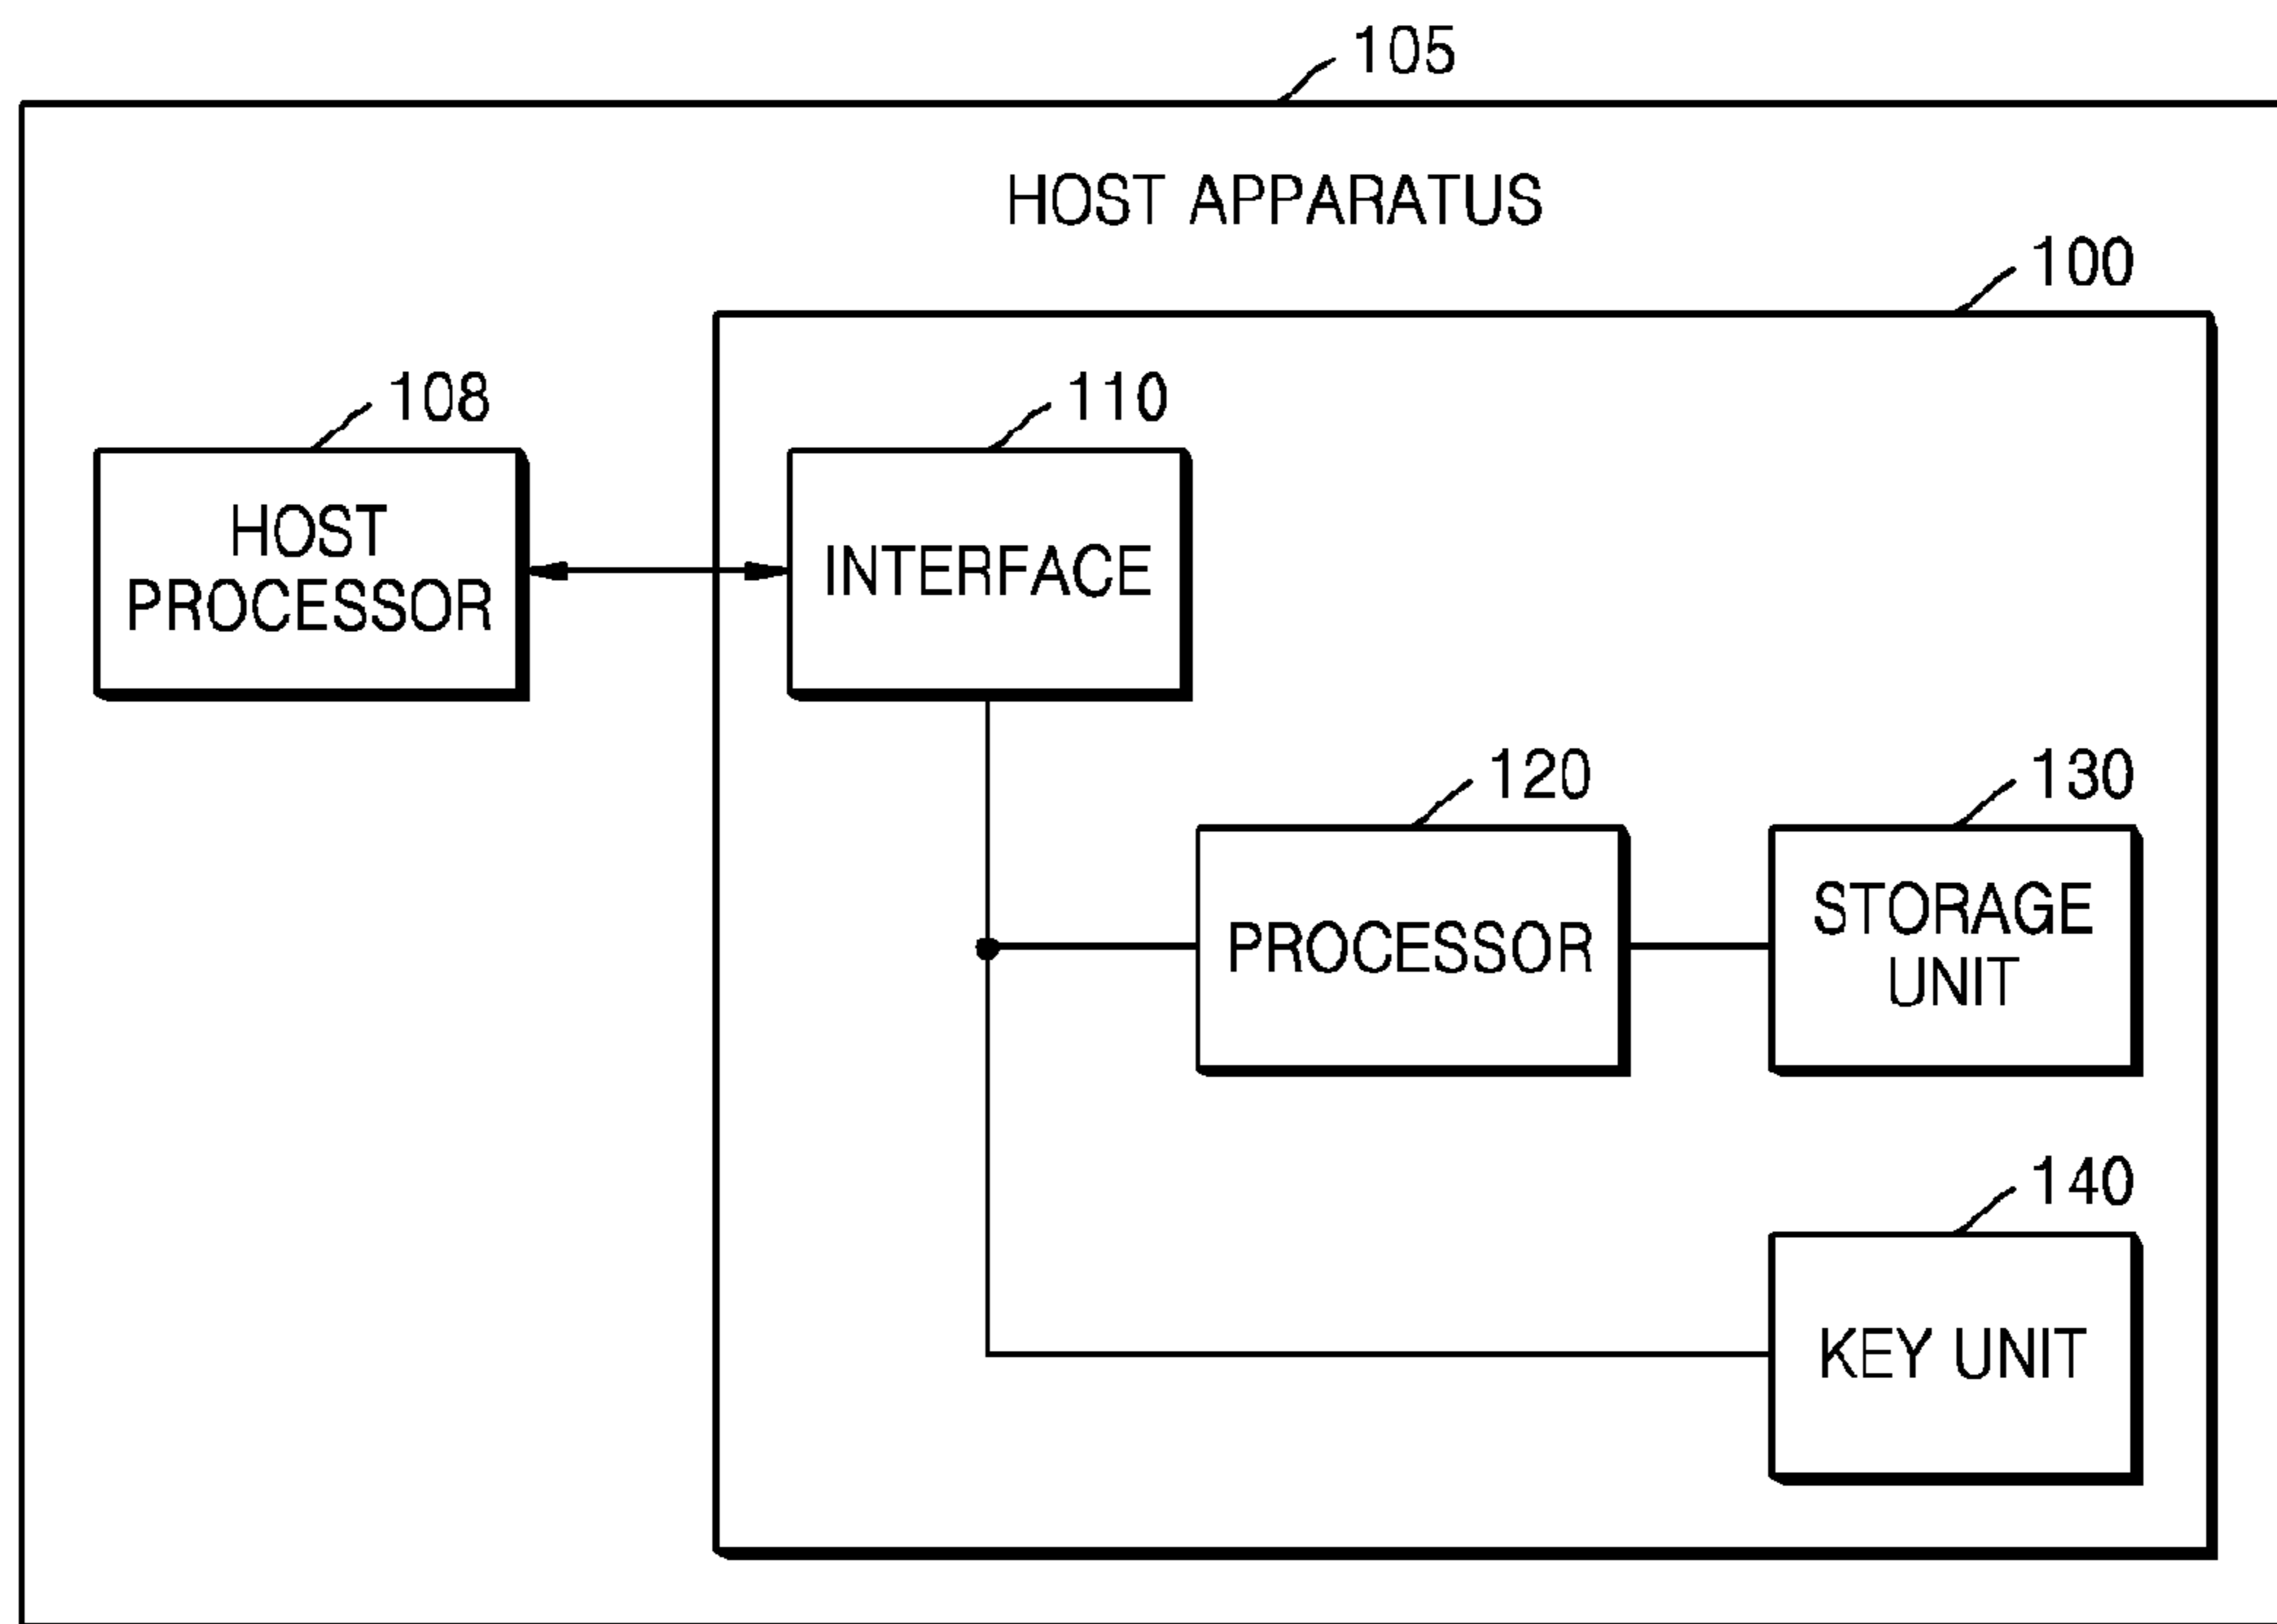 105
HOST APPARATUS
100
108
110
HOST
PROCESSOR
INTERFACE
120
130
PROCESSOR
STORAGE
UNIT
140
KEY UNIT